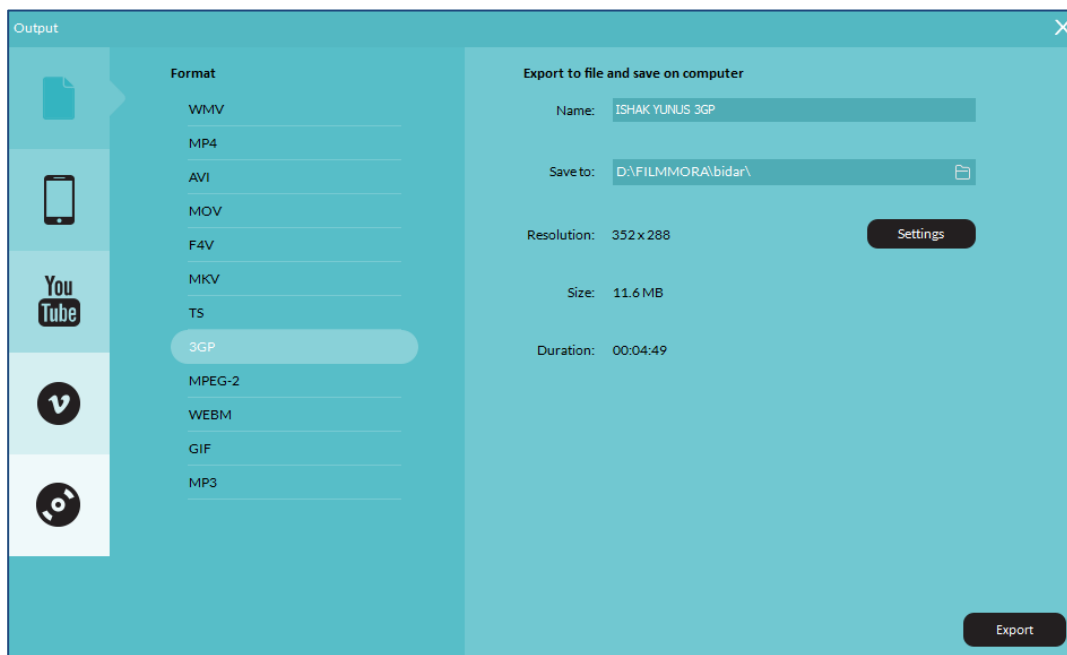 Output
You
Tube
Format
WMV
MP4
AVI
MOV
F4V
MKV
TS
3GP
MPEG-2
WEBM
GIF
MP3
Export to file and save on computer
Name: ISHAK YUNUS 3GP
Save to: D:\FILMMORA\bidar\
Resolution: 352 x 288 Settings
Size: 11.6 MB
Duration: 00:04:49
Export